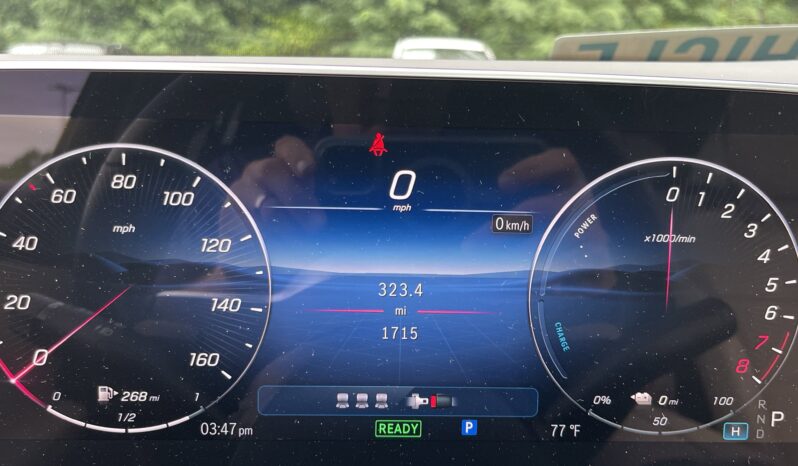 HICLE
0
mph
0 km/h
323.4
mi
1715
0
20
40
60
80
100
120
140
160
mph
268 mi
0
1/2
1
03:47 pm
READY
P
77 °F
POWER
CHARGE
0
1
2
3
4
5
6
7
8
x1000/min
0%
0 mi
50
100
H
R
N
D
P